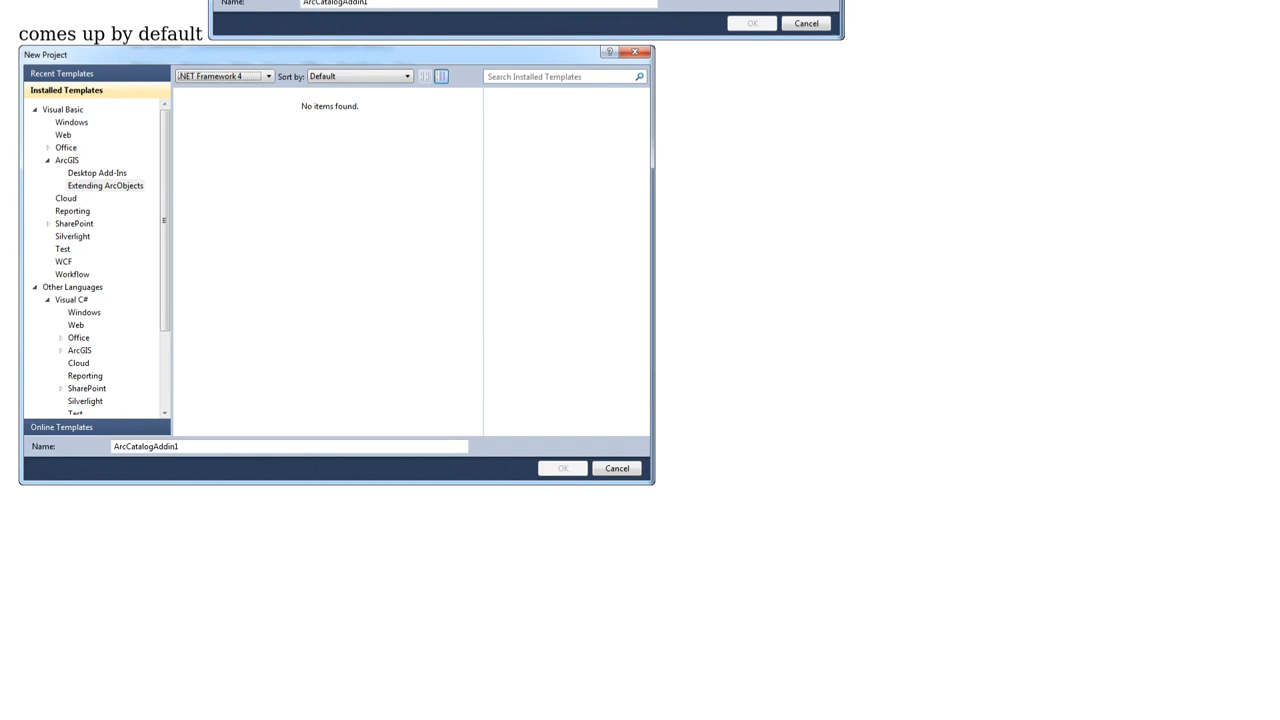 Name: ArcCatalogAddin1
comes up by default
OK Cancel
New Project
Recent Templates
.NET Framework 4 Sort by: Default Search Installed Templates
Installed Templates
No items found.
Visual Basic
Windows
Web
Office
ArcGIS
Desktop Add-Ins
Extending ArcObjects
Cloud
Reporting
SharePoint
Silverlight
Test
WCF
Workflow
Other Languages
Visual C#
Windows
Web
Office
ArcGIS
Cloud
Reporting
SharePoint
Silverlight
Test
Online Templates
Name: ArcCatalogAddin1
OK Cancel